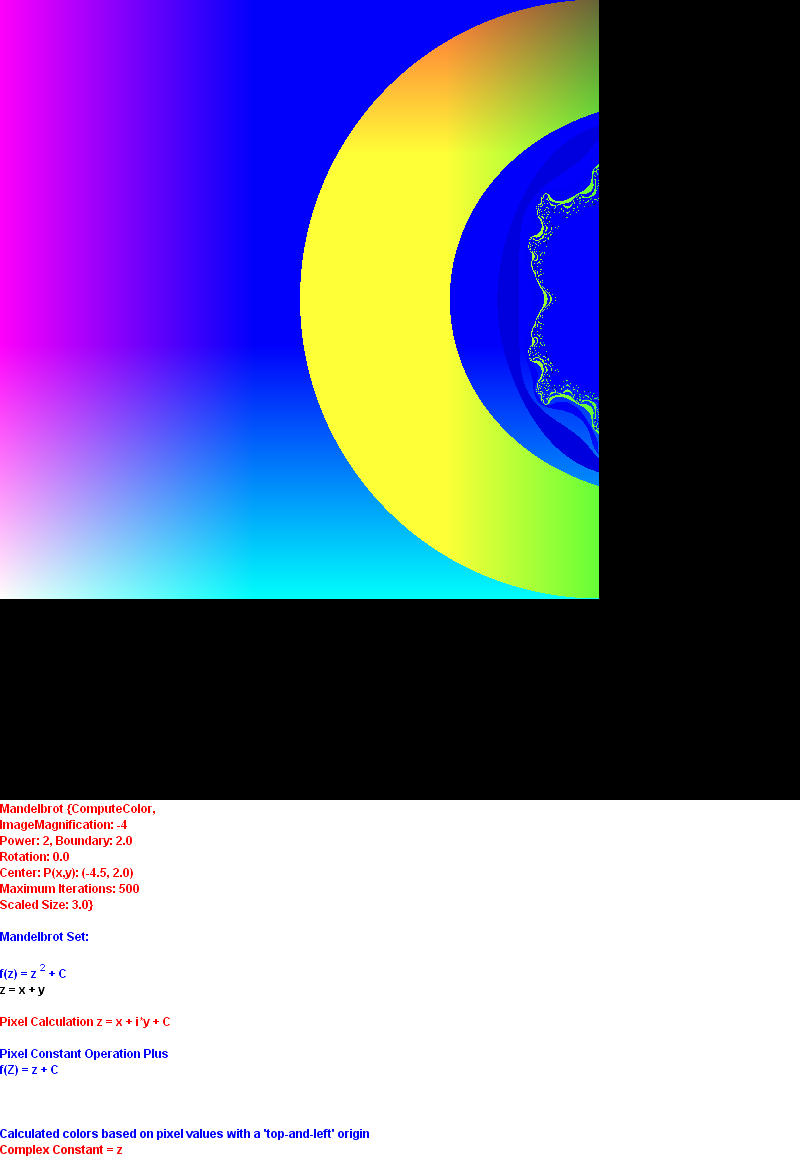 Mandelbrot {ComputeColor,
ImageMagnification: -4
Power: 2, Boundary: 2.0
Rotation: 0.0
Center: P(x,y): (-4.5, 2.0)
Maximum Iterations: 500
Scaled Size: 3.0}
Mandelbrot Set:
f(z) = z 2 + C
z = x + y
Pixel Calculation z = x + i*y + C
Pixel Constant Operation Plus
f(Z) = z + C
Calculated colors based on pixel values with a 'top-and-left' origin
Complex Constant = z